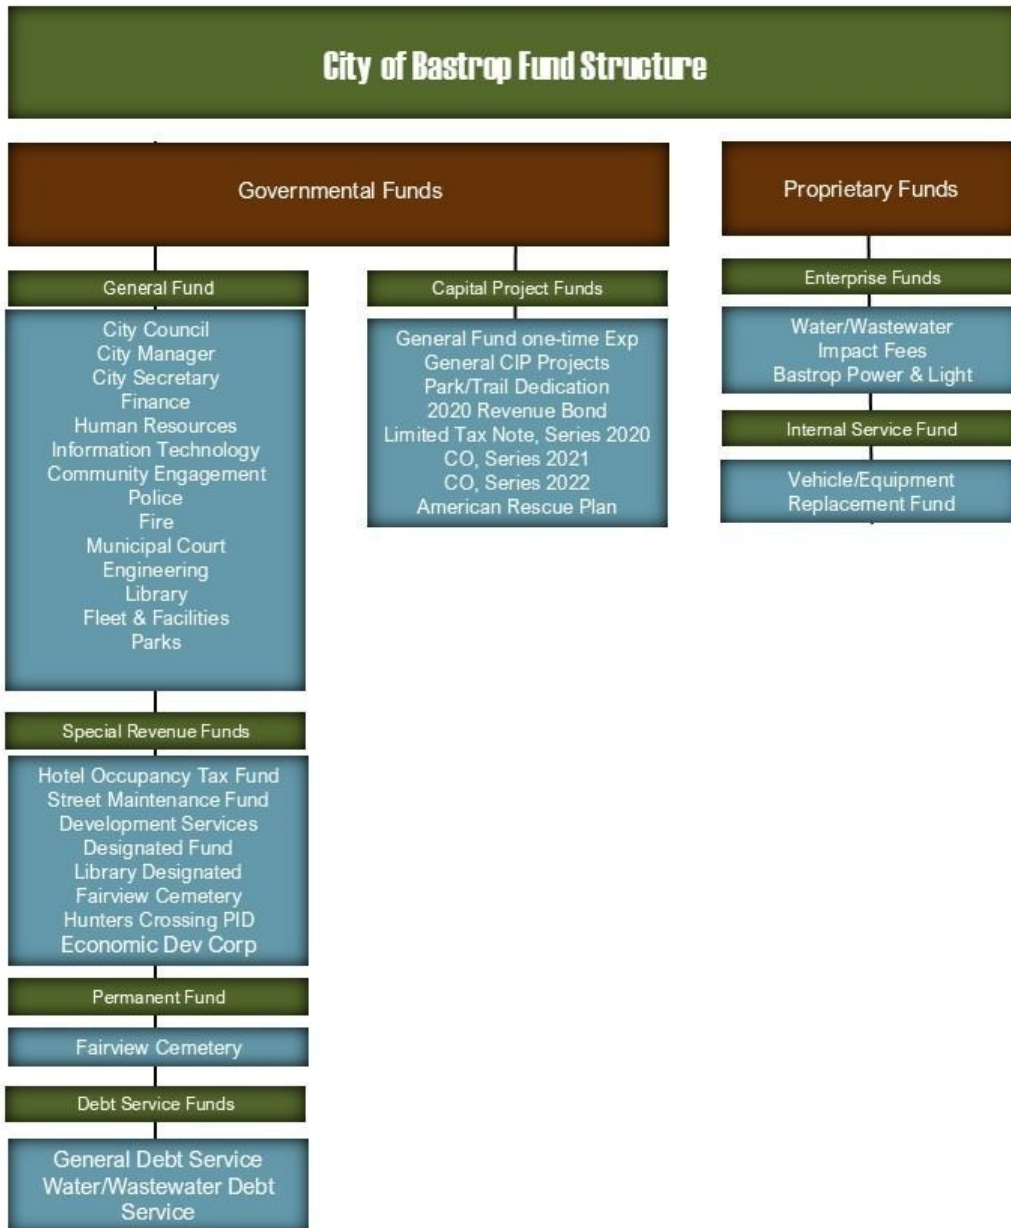 City of Bastrop Fund Structure
Governmental Funds
Proprietary Funds
General Fund
City Council
City Manager
City Secretary
Finance
Human Resources
Information Technology
Community Engagement
Police
Fire
Municipal Court
Engineering
Library
Fleet & Facilities
Parks
Special Revenue Funds
Hotel Occupancy Tax Fund
Street Maintenance Fund
Development Services
Designated Fund
Library Designated
Fairview Cemetery
Hunters Crossing PID
Economic Dev Corp
Permanent Fund
Fairview Cemetery
Debt Service Funds
General Debt Service
Water/Wastewater Debt
Service
Capital Project Funds
General Fund one-time Exp
General CIP Projects
Park/Trail Dedication
2020 Revenue Bond
Limited Tax Note, Series 2020
CO, Series 2021
CO, Series 2022
American Rescue Plan
Enterprise Funds
Water/Wastewater
Impact Fees
Bastrop Power & Light
Internal Service Fund
Vehicle/Equipment
Replacement Fund